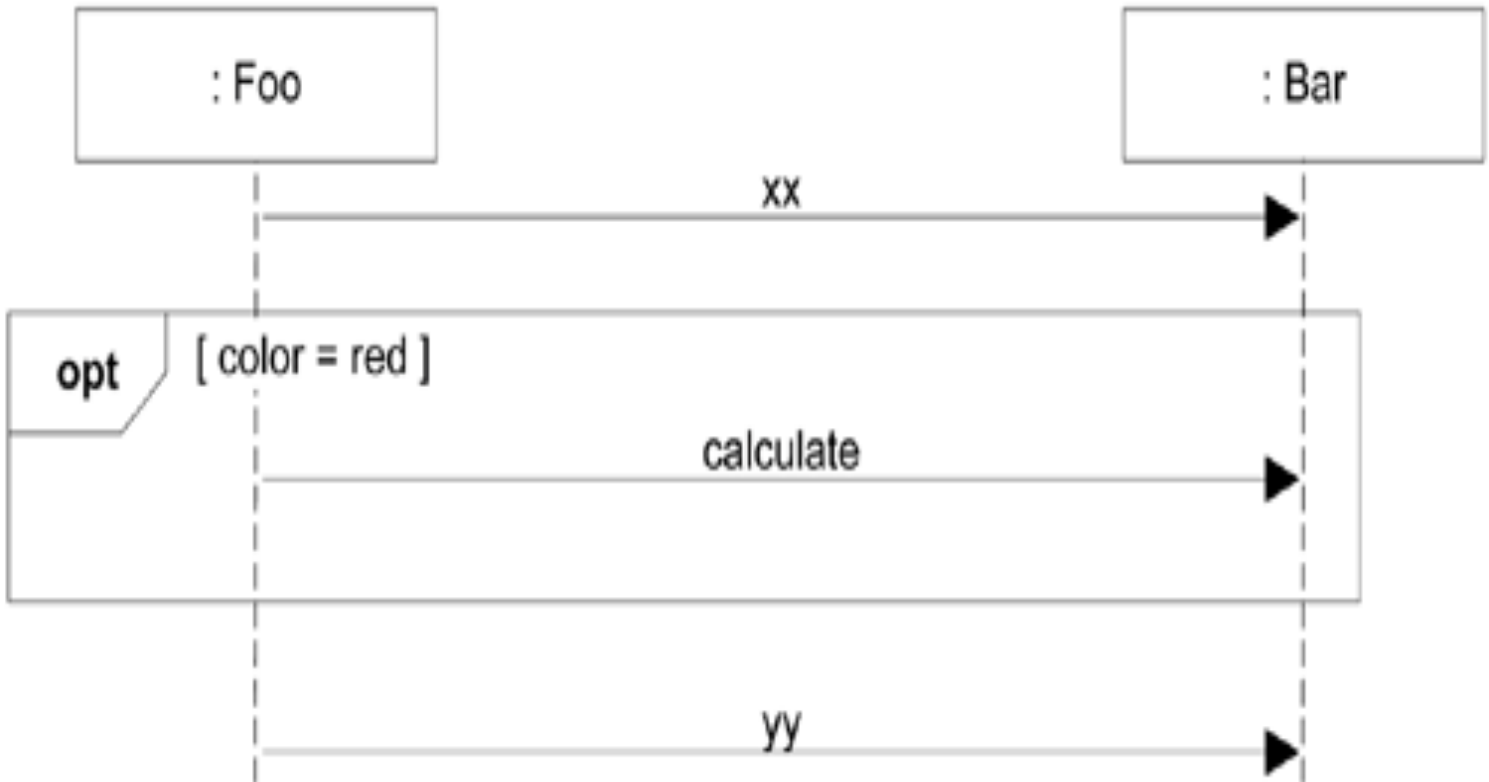 : Foo
: Bar
xx
opt
[ color = red ]
calculate
yy